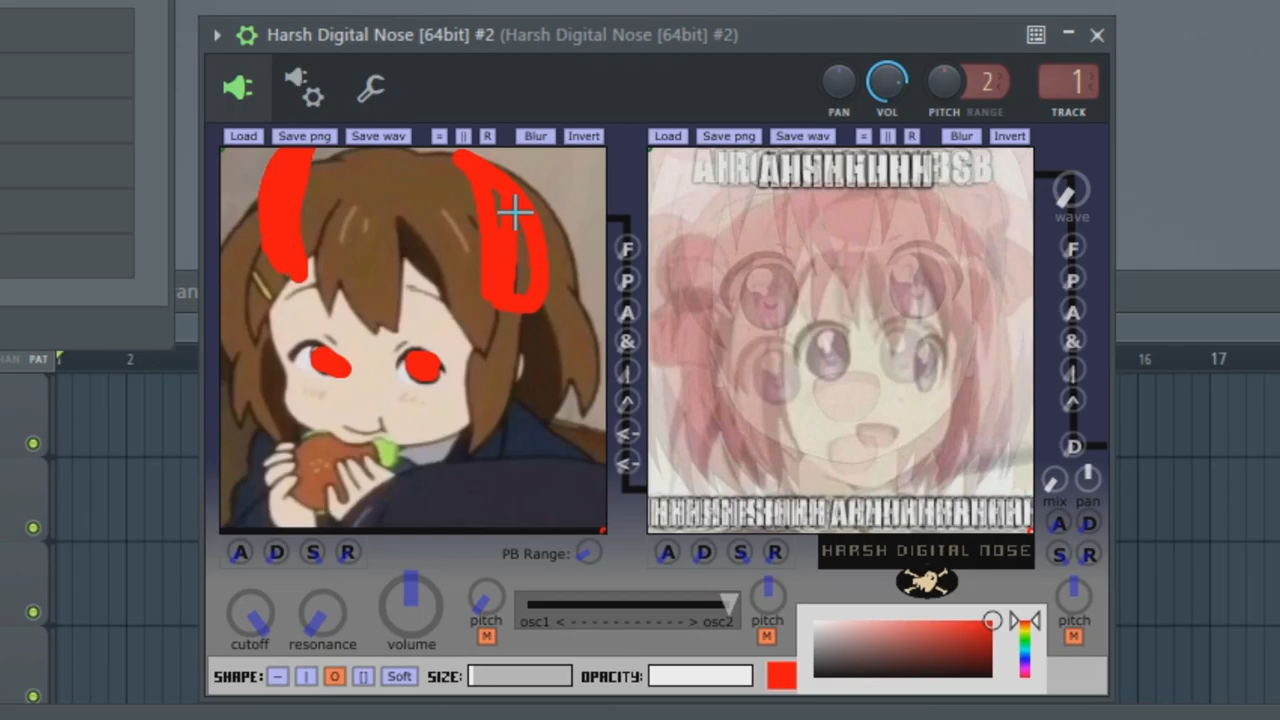 Harsh Digital Nose [64bit] #2 (Harsh Digital Nose [64bit] #2)
PAN VOL PITCH RANGE 2 TRACK 1
Load Save png Save wav = || R Blur Invert
Load Save png Save wav = || R Blur Invert
wave
F
P
A
&
|
^
<-
<-
F
P
A
&
|
^
D
mix pan
A D
S R
PAT 2 16 17
A D S R PB Range:
A D S R HARSH DIGITAL NOSE
cutoff resonance volume pitch M
osc1 < - - - - - - - - - - - > osc2
pitch M
pitch M
SHAPE: – | O [] Soft SIZE: OPACITY: